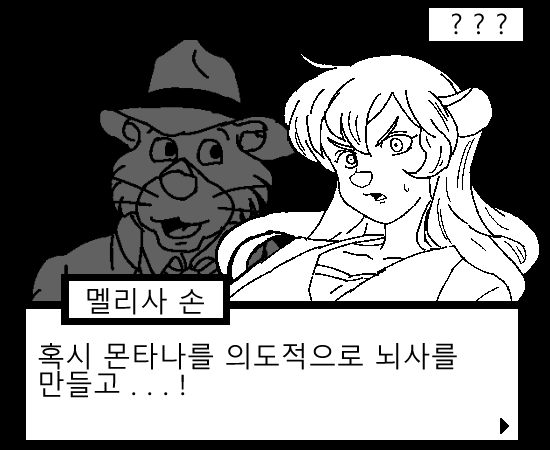 ? ? ?
멜리사 손
혹시 몬타나를 의도적으로 뇌사를
만들고 . . . !